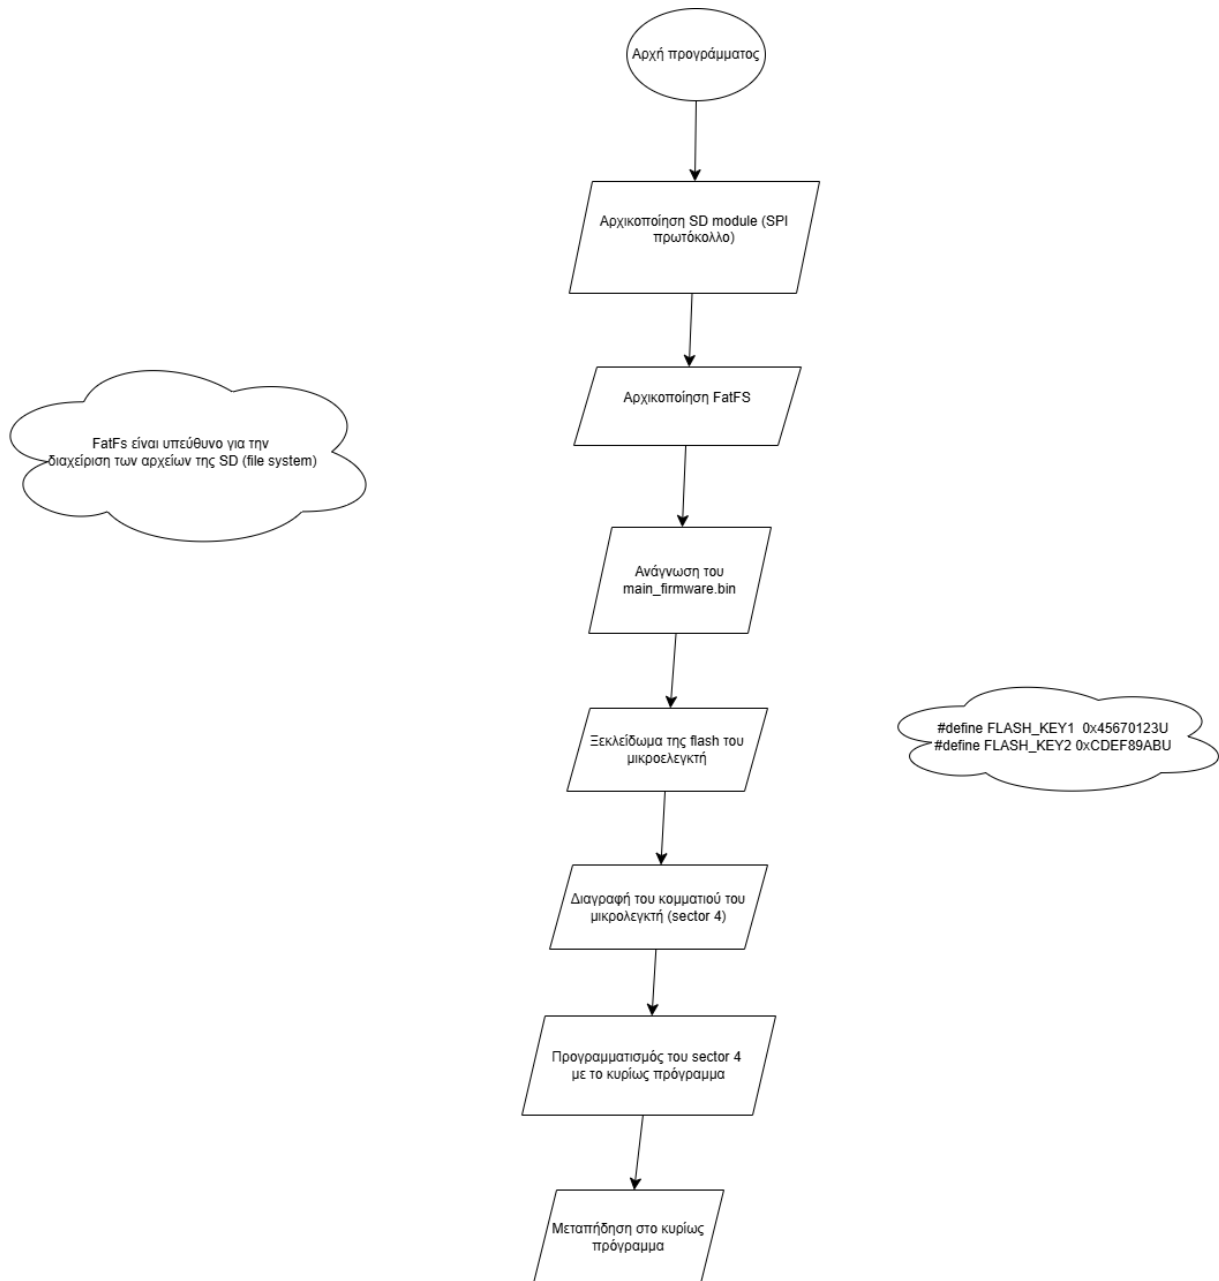 Αρχή προγράμματος
Αρχικοποίηση SD module (SPI
πρωτόκολλο)
Αρχικοποίηση FatFS
FatFs είναι υπεύθυνο για την
διαχείριση των αρχείων της SD (file system)
Ανάγνωση του
main_firmware.bin
Ξεκλείδωμα της flash του
μικροελεγκτή
#define FLASH_KEY1  0x45670123U
#define FLASH_KEY2 0xCDEF89ABU
Διαγραφή του κομματιού του
μικρολεγκτή (sector 4)
Προγραμματισμός του sector 4
με το κυρίως πρόγραμμα
Μεταπήδηση στο κυρίως
πρόγραμμα